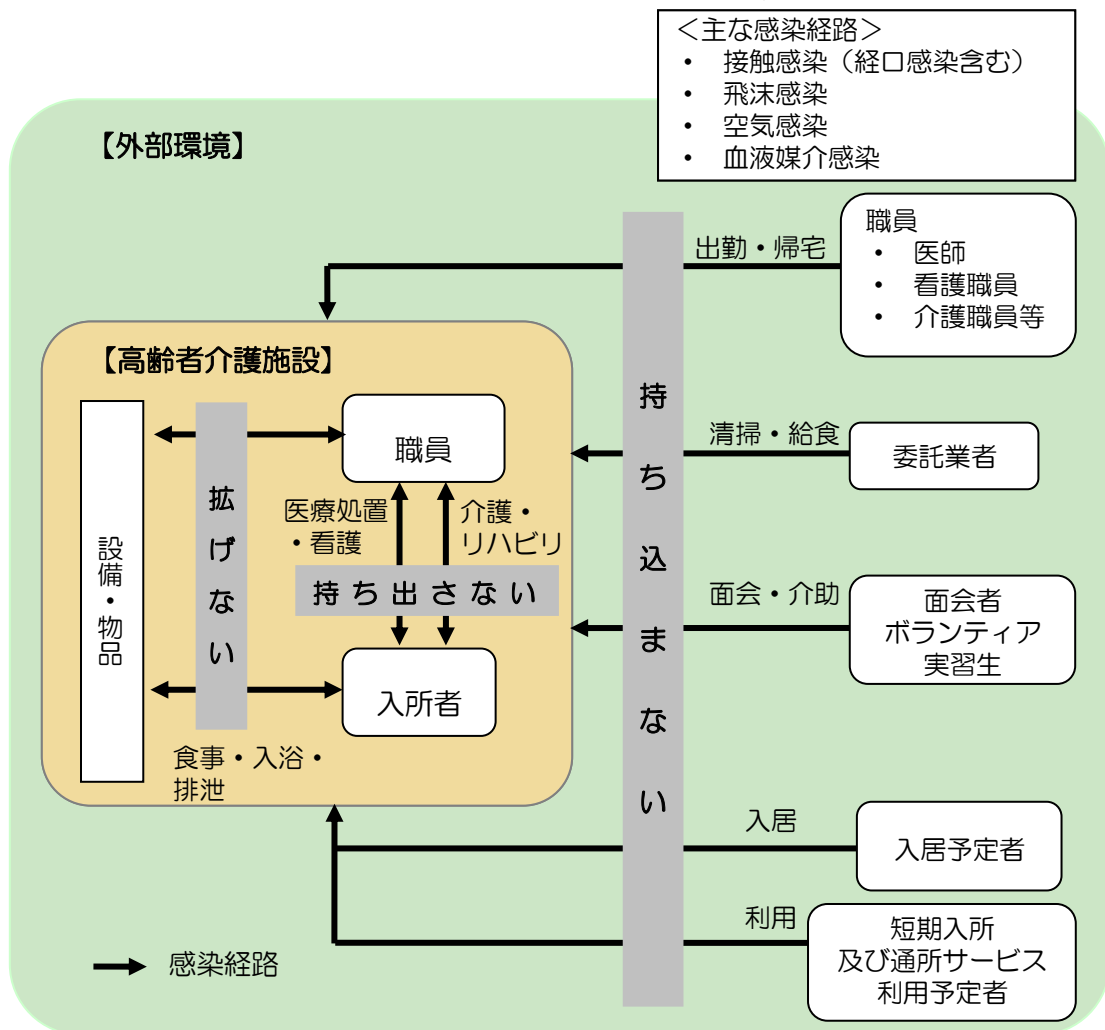 ＜主な感染経路＞
・ 接触感染（経口感染含む）
・ 飛沫感染
・ 空気感染
・ 血液媒介感染
【外部環境】
職員
・ 医師
・ 看護職員
・ 介護職員等
出勤・帰宅
【高齢者介護施設】
持ち込まない
設備・物品
拡げない
職員
医療処置
・看護
介護・
リハビリ
持ち出さない
入所者
食事・入浴・
排泄
清掃・給食
委託業者
面会・介助
面会者
ボランティア
実習生
入居
入居予定者
利用
短期入所
及び通所サービス
利用予定者
感染経路